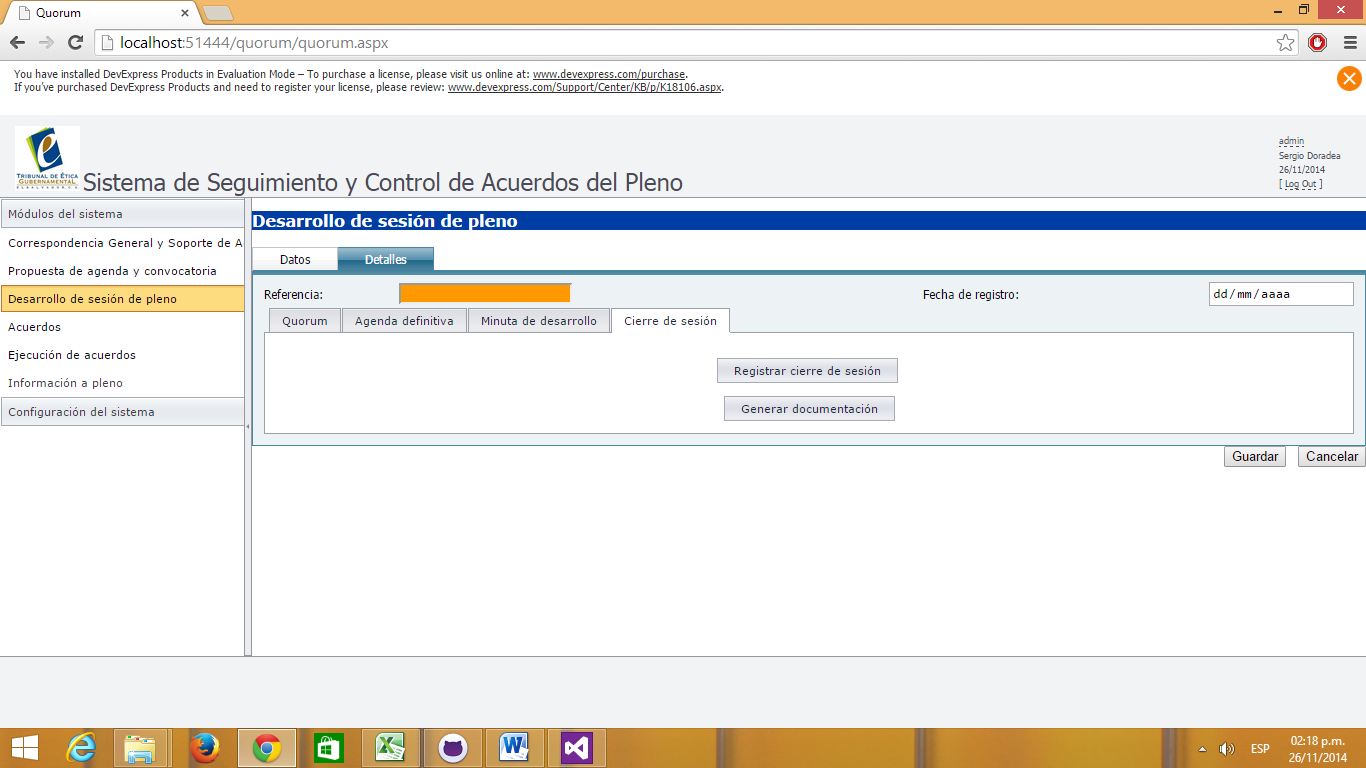 Quorum
localhost:51444/quorum/quorum.aspx
You have installed DevExpress Products in Evaluation Mode – To purchase a license, please visit us online at: www.devexpress.com/purchase.
If you've purchased DevExpress Products and need to register your license, please review: www.devexpress.com/Support/Center/KB/p/K18106.aspx.
TRIBUNAL DE ÉTICA
GUBERNAMENTAL
EL SALVADOR, C.A.
Sistema de Seguimiento y Control de Acuerdos del Pleno
admin
Sergio Doradea
26/11/2014
[ Log Out ]
Módulos del sistema
Correspondencia General y Soporte de A
Propuesta de agenda y convocatoria
Desarrollo de sesión de pleno
Acuerdos
Ejecución de acuerdos
Información a pleno
Configuración del sistema
Desarrollo de sesión de pleno
Datos
Detalles
Referencia:
Fecha de registro:
dd/mm/aaaa
Quorum
Agenda definitiva
Minuta de desarrollo
Cierre de sesión
Registrar cierre de sesión
Generar documentación
Guardar
Cancelar
ESP
02:18 p.m.
26/11/2014